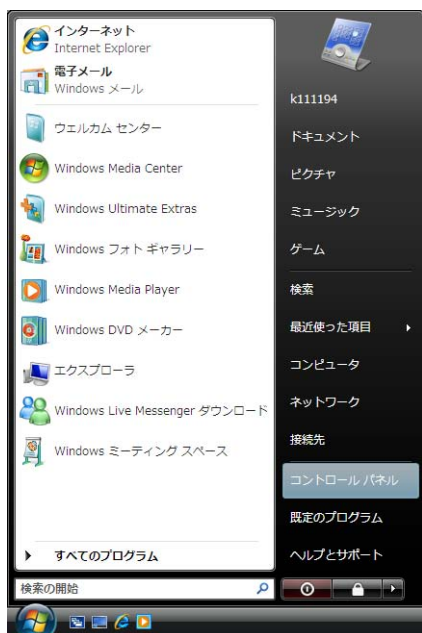 インターネット
Internet Explorer
電子メール
Windows メール
ウェルカム センター
Windows Media Center
Windows Ultimate Extras
Windows フォト ギャラリー
Windows Media Player
Windows DVD メーカー
エクスプローラ
Windows Live Messenger ダウンロード
Windows ミーティング スペース
すべてのプログラム
検索の開始
k111194
ドキュメント
ピクチャ
ミュージック
ゲーム
検索
最近使った項目
コンピュータ
ネットワーク
接続先
コントロール パネル
既定のプログラム
ヘルプとサポート